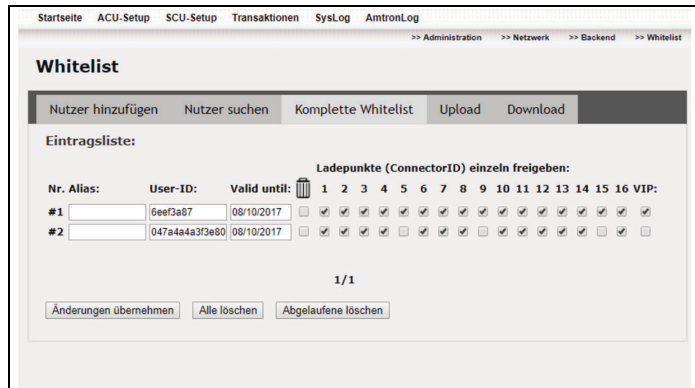 Startseite ACU-Setup SCU-Setup Transaktionen SysLog AmtronLog
>> Administration >> Netzwerk >> Backend >> Whitelist
Whitelist
Nutzer hinzufügen Nutzer suchen Komplette Whitelist Upload Download
Eintragsliste:
Ladepunkte (ConnectorID) einzeln freigeben:
Nr. Alias: User-ID: Valid until: 1 2 3 4 5 6 7 8 9 10 11 12 13 14 15 16 VIP:
#1 6eef3a87 08/10/2017
#2 047a4a4a3f3e80 08/10/2017
1/1
Änderungen übernehmen Alle löschen Abgelaufene löschen